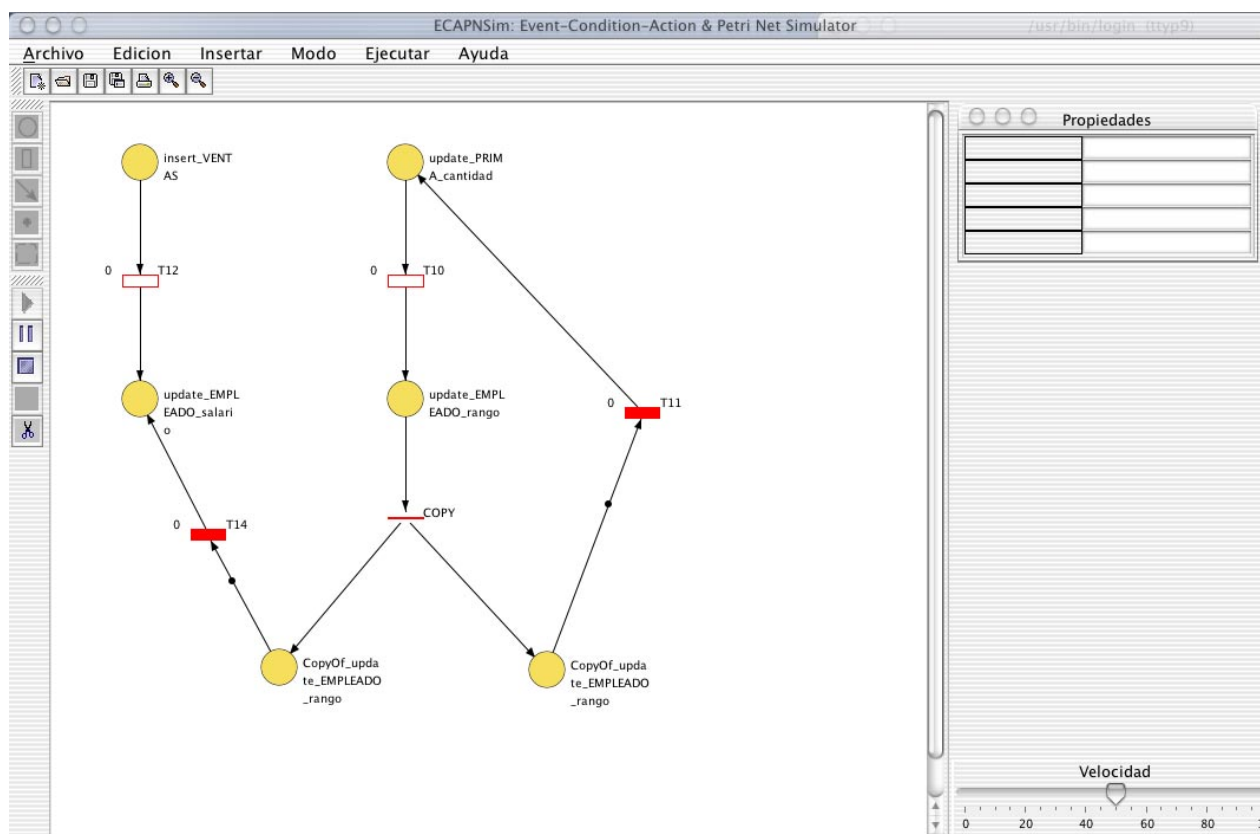 ECAPNSim: Event-Condition-Action & Petri Net Simulator
/usr/bin/login (ttyp9)
Archivo Edicion Insertar Modo Ejecutar Ayuda
Propiedades
insert_VENT
AS
update_PRIM
A_cantidad
0 T12
0 T10
update_EMPL
EADO_salari
o
update_EMPL
EADO_rango
0 T11
COPY
0 T14
CopyOf_upda
te_EMPLEADO
_rango
CopyOf_upda
te_EMPLEADO
_rango
Velocidad
0 20 40 60 80